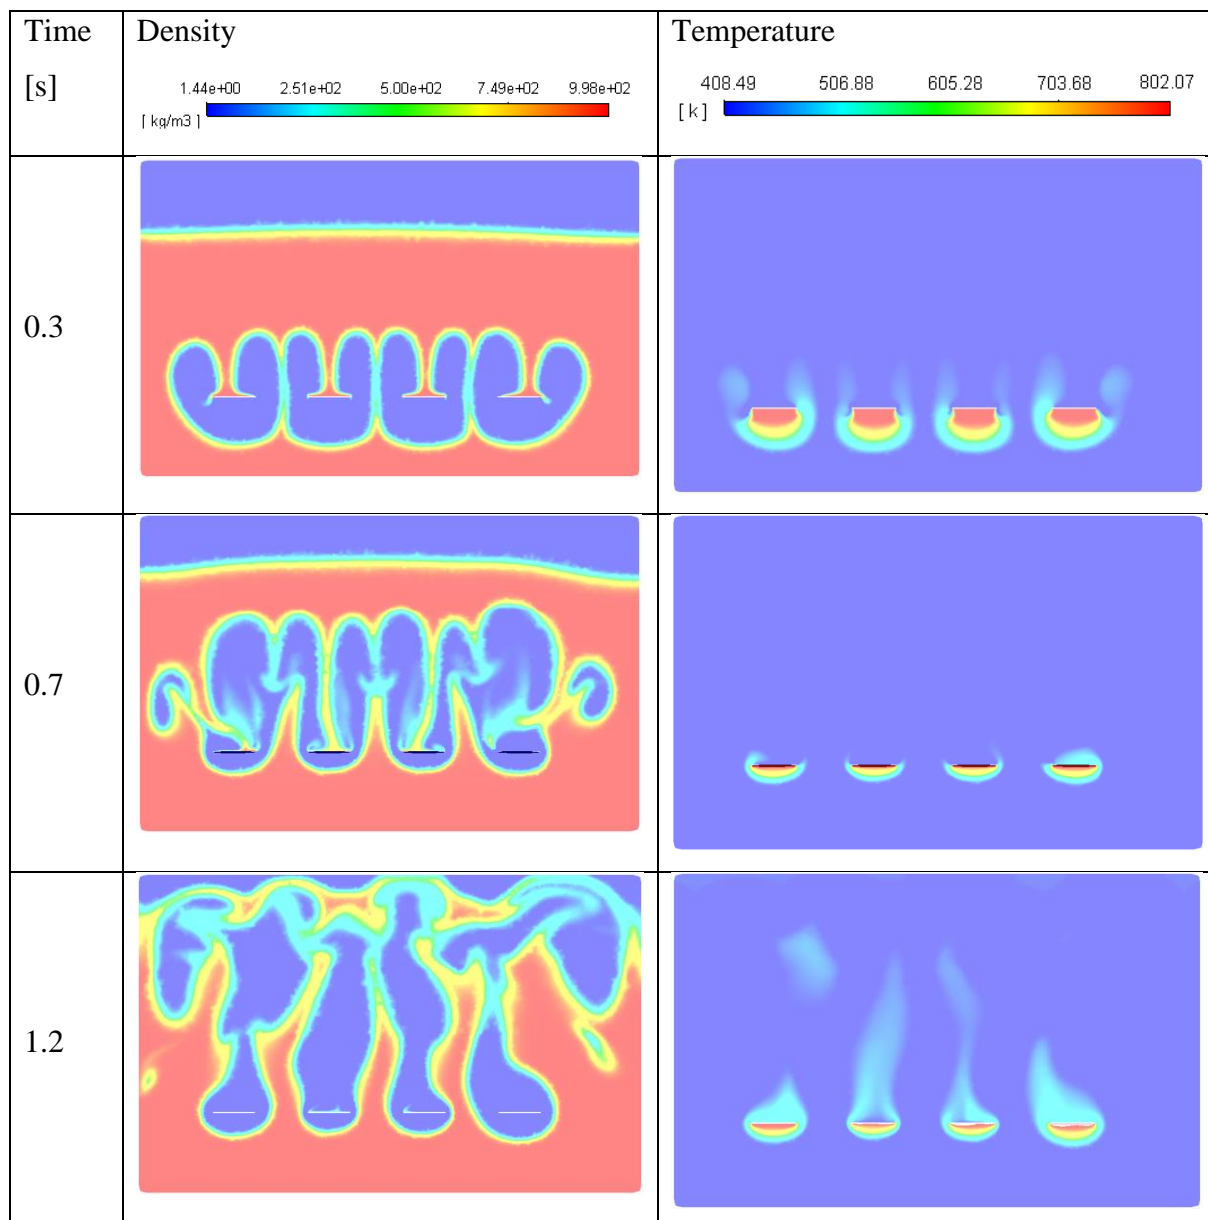 Time
[s]
Density
1.44e+00 2.51e+02 5.00e+02 7.49e+02 9.98e+02
[ kg/m3 ]
Temperature
408.49 506.88 605.28 703.68 802.07
[ k ]
0.3
0.7
1.2